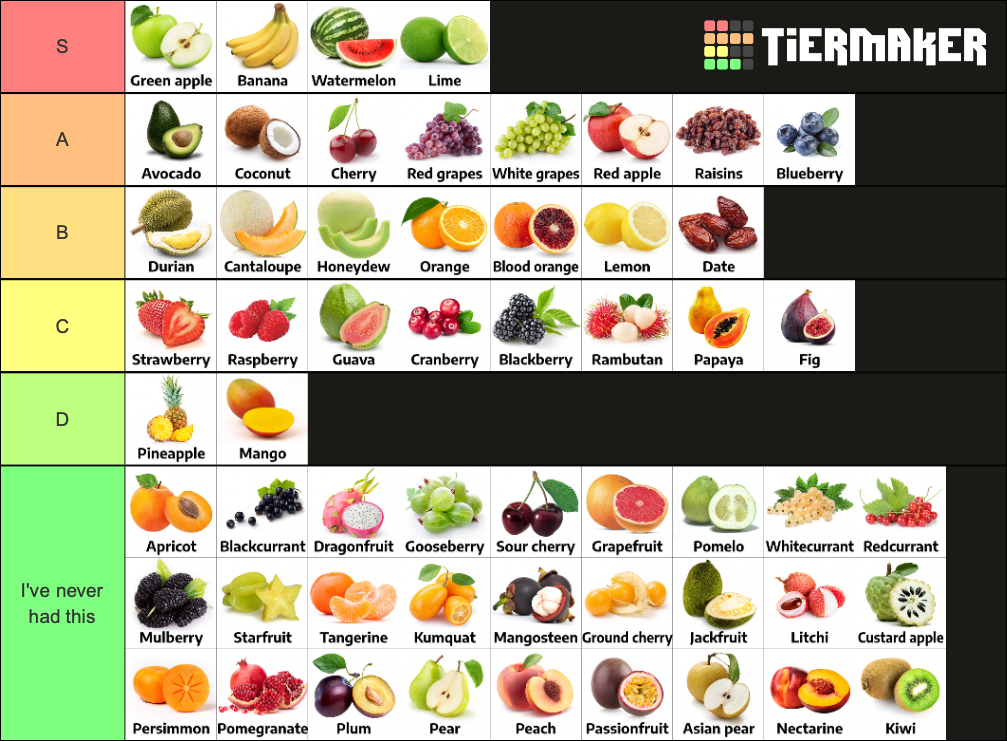 S
Green apple
Banana
Watermelon
Lime
TiERMAKER
A
Avocado
Coconut
Cherry
Red grapes
White grapes
Red apple
Raisins
Blueberry
B
Durian
Cantaloupe
Honeydew
Orange
Blood orange
Lemon
Date
C
Strawberry
Raspberry
Guava
Cranberry
Blackberry
Rambutan
Papaya
Fig
D
Pineapple
Mango
I've never
had this
Apricot
Blackcurrant
Dragonfruit
Gooseberry
Sour cherry
Grapefruit
Pomelo
Whitecurrant
Redcurrant
Mulberry
Starfruit
Tangerine
Kumquat
Mangosteen
Ground cherry
Jackfruit
Litchi
Custard apple
Persimmon
Pomegranate
Plum
Pear
Peach
Passionfruit
Asian pear
Nectarine
Kiwi